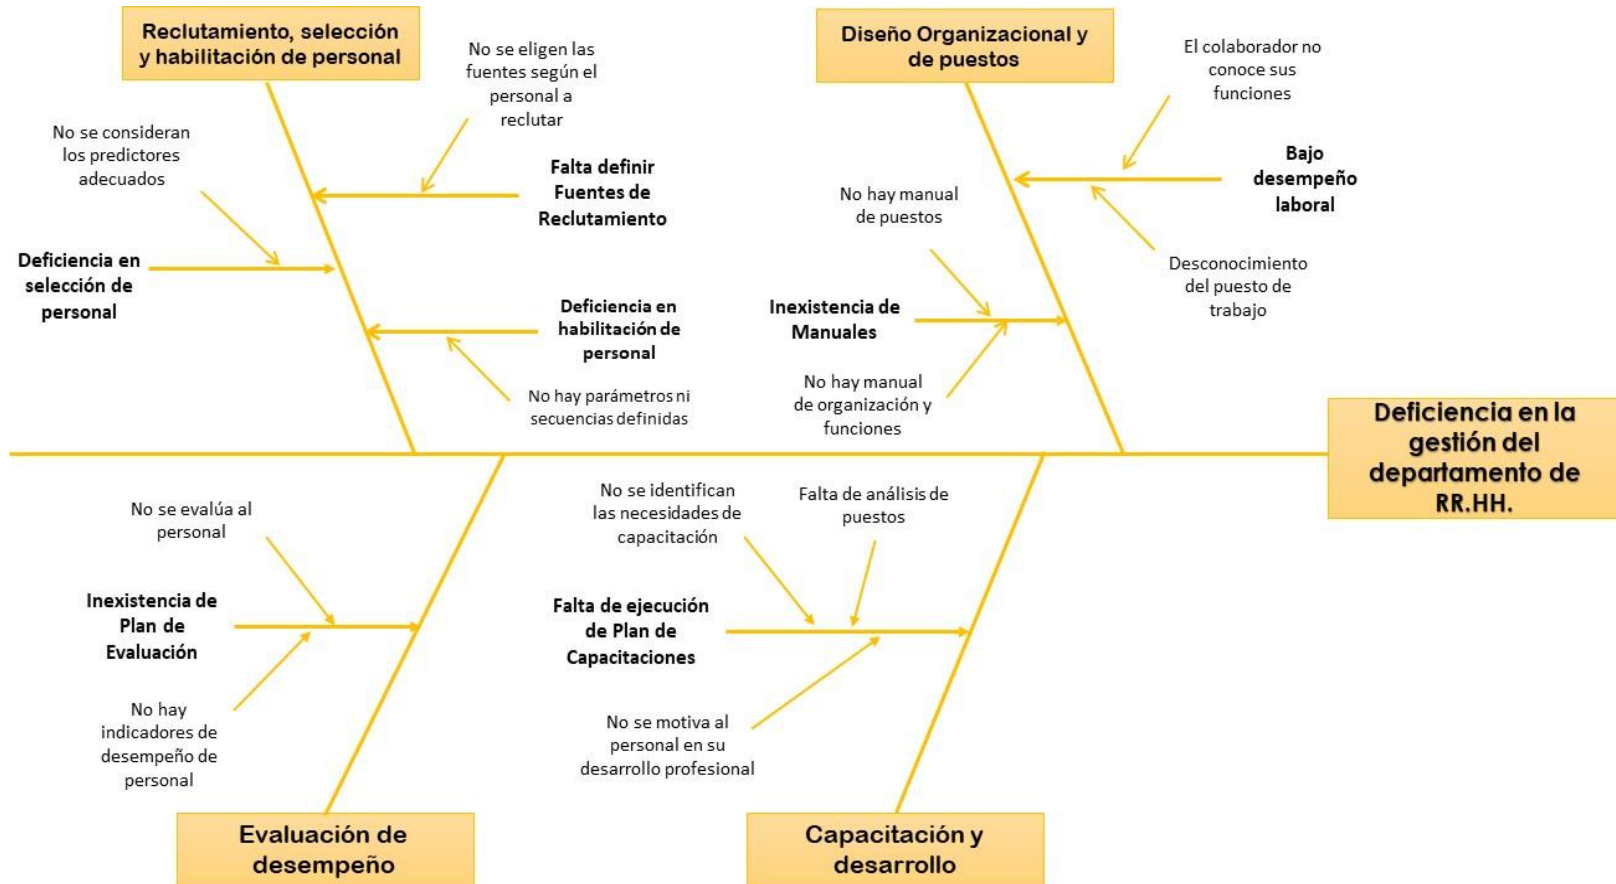 Reclutamiento, selección
y habilitación de personal
No se eligen las
fuentes según el
personal a
reclutar
No se consideran
los predictores
adecuados
Falta definir
Fuentes de
Reclutamiento
Deficiencia en
selección de
personal
Deficiencia en
habilitación de
personal
No hay parámetros ni
secuencias definidas
Diseño Organizacional y
de puestos
El colaborador no
conoce sus
funciones
Bajo
desempeño
laboral
No hay manual
de puestos
Desconocimiento
del puesto de
trabajo
Inexistencia de
Manuales
No hay manual
de organización y
funciones
Deficiencia en la
gestión del
departamento de
RR.HH.
No se evalúa al
personal
Inexistencia de
Plan de
Evaluación
No hay
indicadores de
desempeño de
personal
Evaluación de
desempeño
No se identifican
las necesidades de
capacitación
Falta de análisis de
puestos
Falta de ejecución
de Plan de
Capacitaciones
No se motiva al
personal en su
desarrollo profesional
Capacitación y
desarrollo